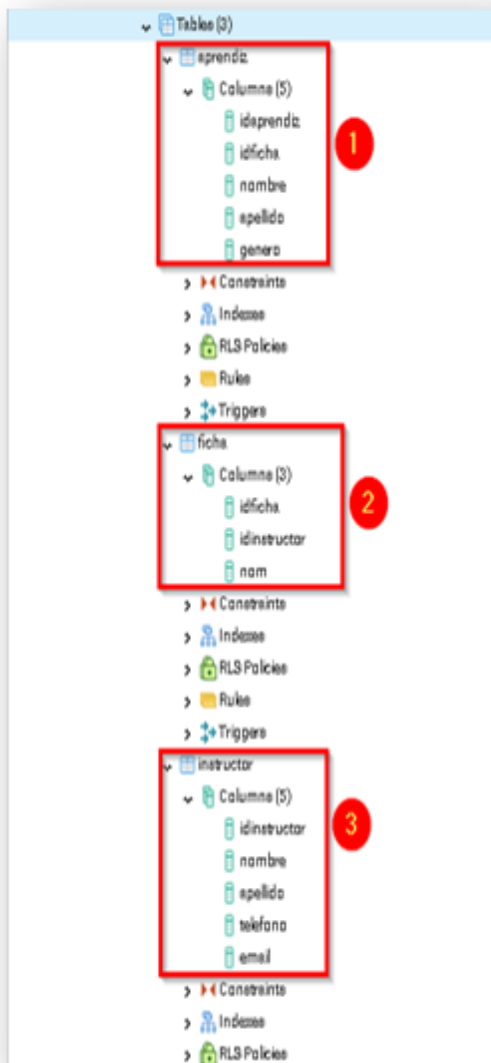 Tables (3)
aprendiz
Columns (5)
idaprendiz
idficha
nombre
apellido
genero
1
Constraints
Indexes
RLS Policies
Rules
Triggers
ficha
Columns (3)
idficha
idinstructor
nom
2
Constraints
Indexes
RLS Policies
Rules
Triggers
instructor
Columns (5)
idinstructor
nombre
apellido
telefono
email
3
Constraints
Indexes
RLS Policies